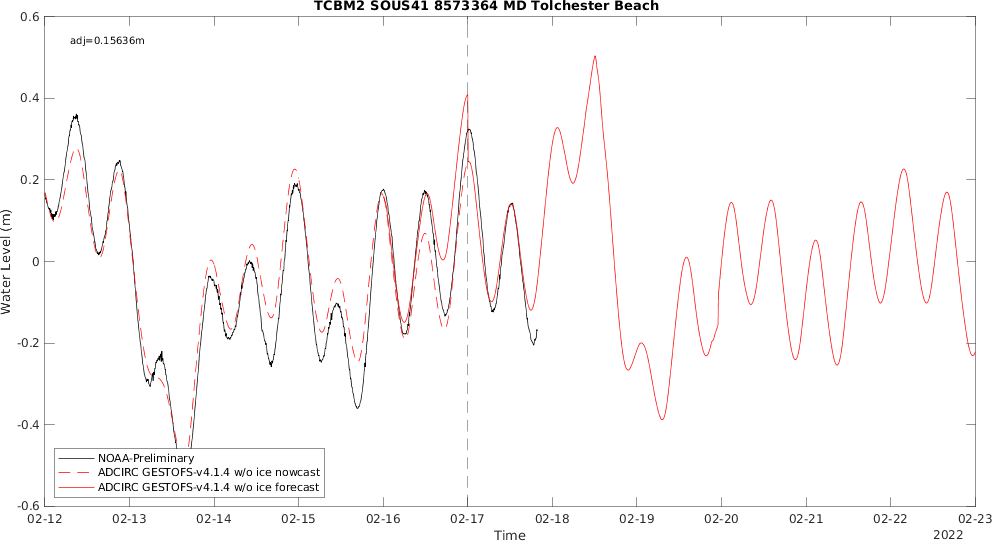 TCBM2 SOUS41 8573364 MD Tolchester Beach
adj=0.15636m
0.6
0.4
0.2
0
-0.2
-0.4
-0.6
Water Level (m)
NOAA-Preliminary
ADCIRC GESTOFS-v4.1.4 w/o ice nowcast
ADCIRC GESTOFS-v4.1.4 w/o ice forecast
02-12 02-13 02-14 02-15 02-16 02-17 02-18 02-19 02-20 02-21 02-22 02-23
Time
2022